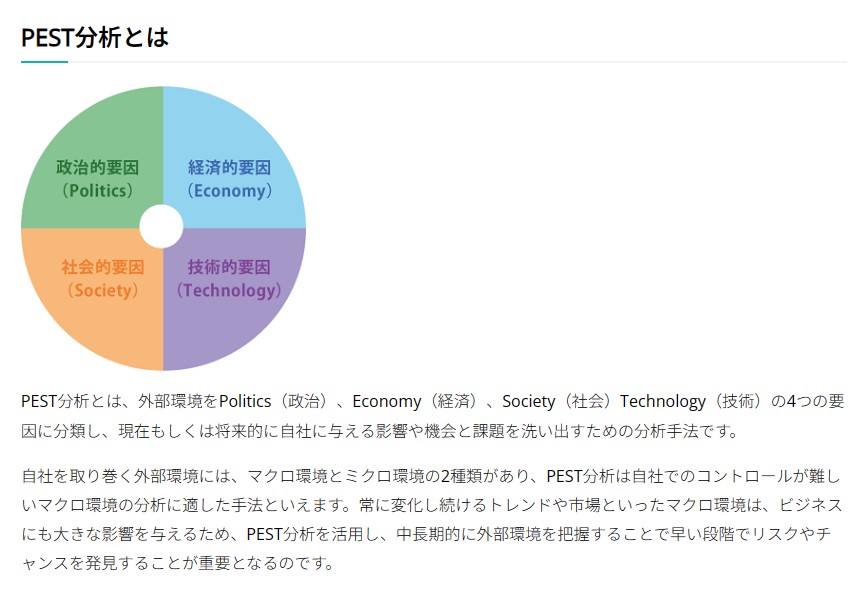 PEST分析とは
政治的要因
（Politics）
経済的要因
（Economy）
社会的要因
（Society）
技術的要因
（Technology）
PEST分析とは、外部環境をPolitics（政治）、Economy（経済）、Society（社会）Technology（技術）の4つの要
因に分類し、現在もしくは将来的に自社に与える影響や機会と課題を洗い出すための分析手法です。
自社を取り巻く外部環境には、マクロ環境とミクロ環境の2種類があり、PEST分析は自社でのコントロールが難し
いマクロ環境の分析に適した手法といえます。常に変化し続けるトレンドや市場といったマクロ環境は、ビジネス
にも大きな影響を与えるため、PEST分析を活用し、中長期的に外部環境を把握することで早い段階でリスクやチ
ャンスを発見することが重要となるのです。